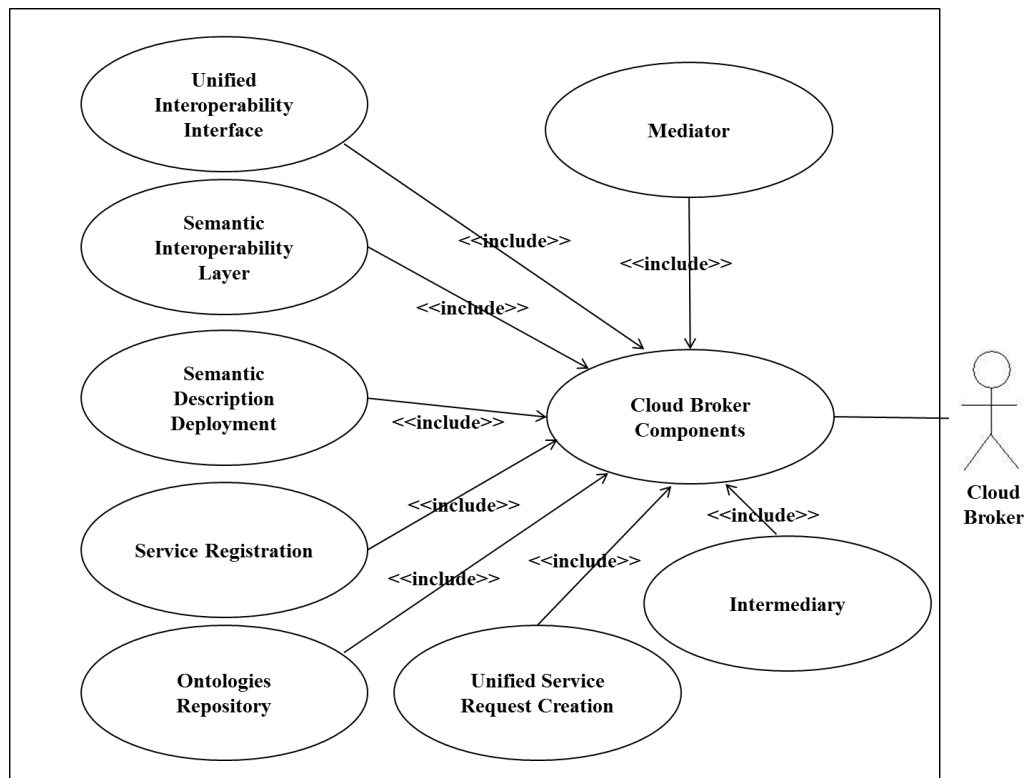 Unified
Interoperability
Interface
Mediator
Semantic
Interoperability
Layer
<<include>>
<<include>>
<<include>>
Semantic
Description
Deployment
<<include>>
Cloud Broker
Components
Cloud
Broker
Service Registration
<<include>>
<<include>>
<<include>>
<<include>>
Intermediary
Ontologies
Repository
Unified Service
Request Creation